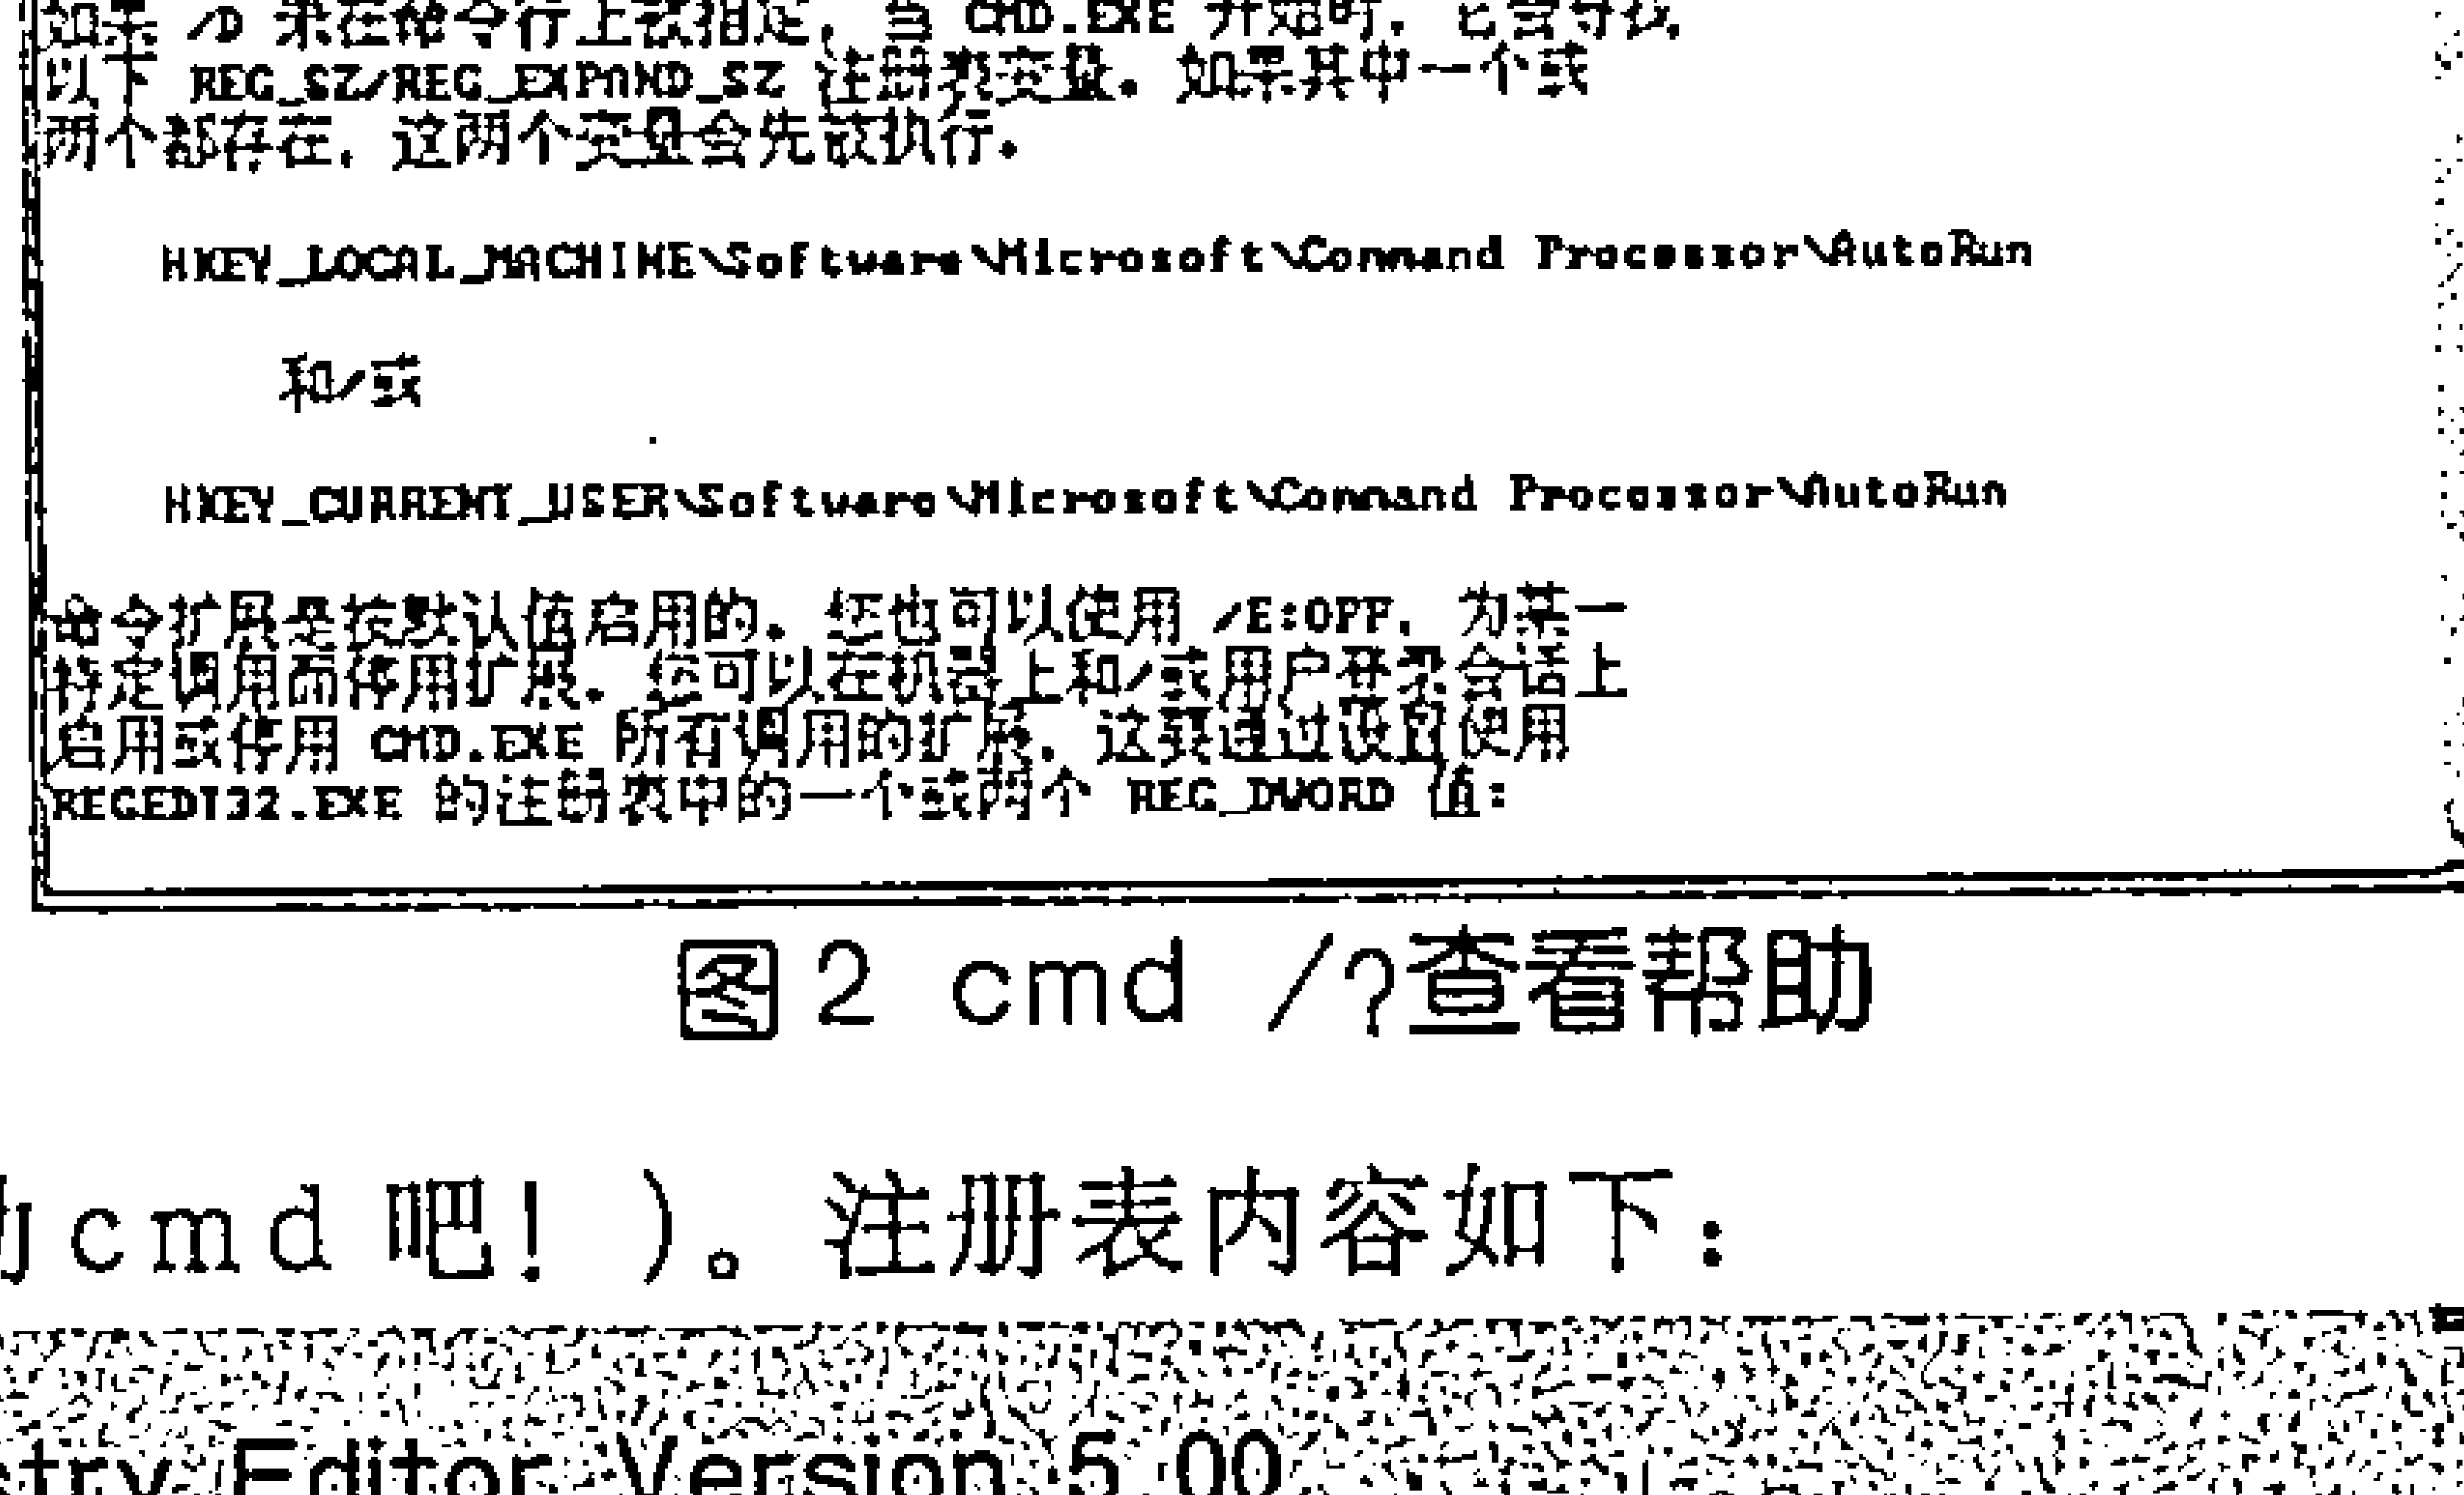 如果 /D 未在命令行上被指定，当 CMD.EXE 开始时，它会寻找
以下 REG_SZ/REG_EXPAND_SZ 注册表变量。如果其中一个或
两个都存在，这两个变量会先被执行。
HKEY_LOCAL_MACHINE\Software\Microsoft\Command Processor\AutoRun
和/或
HKEY_CURRENT_USER\Software\Microsoft\Command Processor\AutoRun
命令扩展是按默认值启用的。您也可以使用 /E:OFF，为某一
特定调用而停用扩展。您可以在机器上和/或用户登录会话上
启用或停用 CMD.EXE 所有调用的扩展，这要通过设置使用
REGEDT32.EXE 的注册表中的一个或两个 REG_DWORD 值:
图2 cmd /?查看帮助
cmd吧！）。注册表内容如下：
try Editor Version 5.00